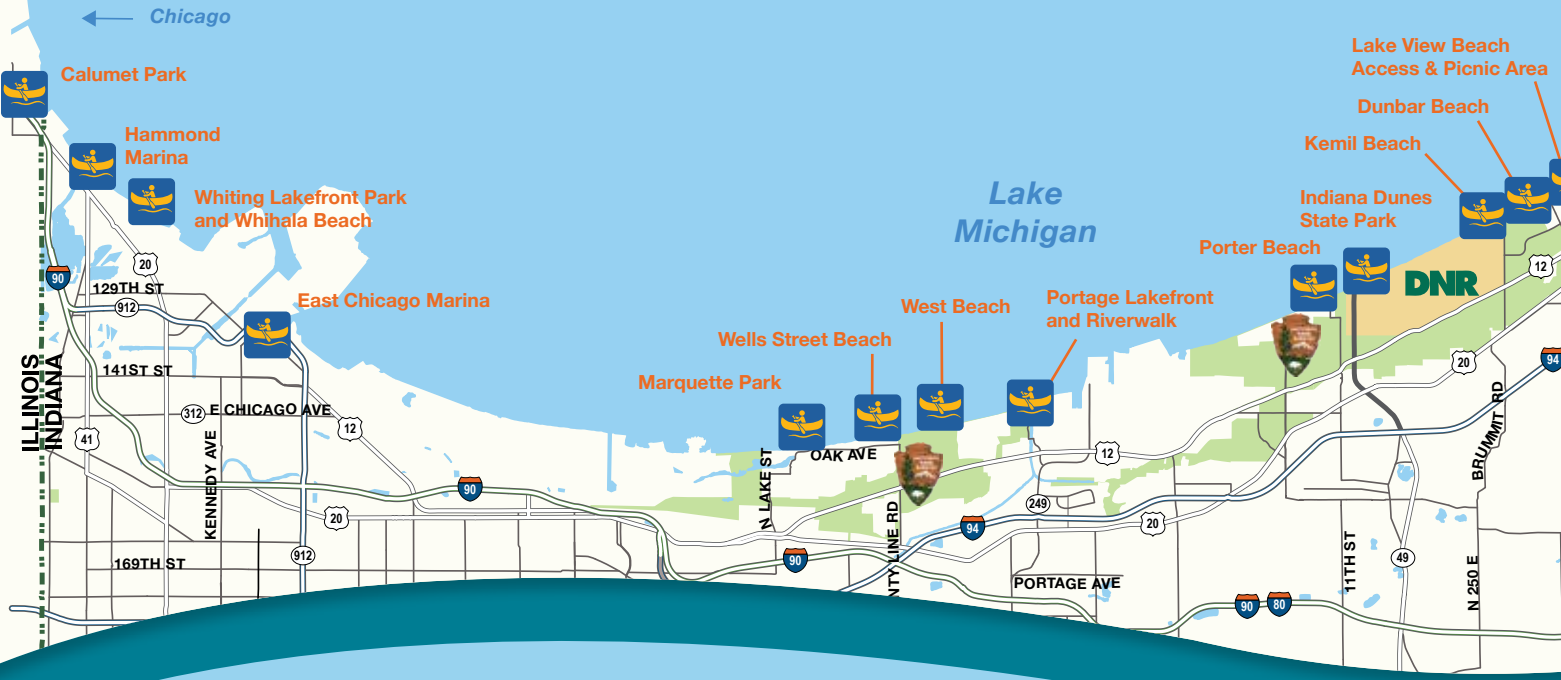 Chicago
Calumet Park
Hammond
Marina
Whiting Lakefront Park
and Whihala Beach
East Chicago Marina
Marquette Park
Wells Street Beach
West Beach
Portage Lakefront
and Riverwalk
Lake
Michigan
Porter Beach
Indiana Dunes
State Park
Kemil Beach
Dunbar Beach
Lake View Beach
Access & Picnic Area
DNR
ILLINOIS
INDIANA
90
20
129TH ST
912
141ST ST
312
E CHICAGO AVE
41
12
KENNEDY AVE
90
20
912
169TH ST
N LAKE ST
OAK AVE
NTY LINE RD
90
94
249
12
20
PORTAGE AVE
90
80
11TH ST
49
N 250 E
BRUMMIT RD
20
12
94